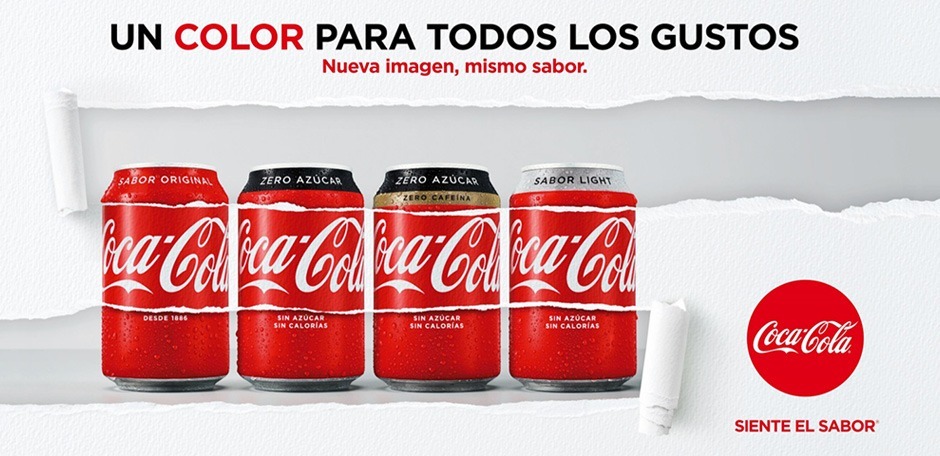 UN COLOR PARA TODOS LOS GUSTOS
Nueva imagen, mismo sabor.
SABOR ORIGINAL
Coca-Cola
DESDE 1886
ZERO AZÚCAR
Coca-Cola
SIN AZÚCAR
SIN CALORÍAS
ZERO AZÚCAR
ZERO CAFEÍNA
Coca-Cola
SIN AZÚCAR
SIN CALORÍAS
SABOR LIGHT
Coca-Cola
SIN AZÚCAR
SIN CALORÍAS
Coca-Cola
SIENTE EL SABOR®